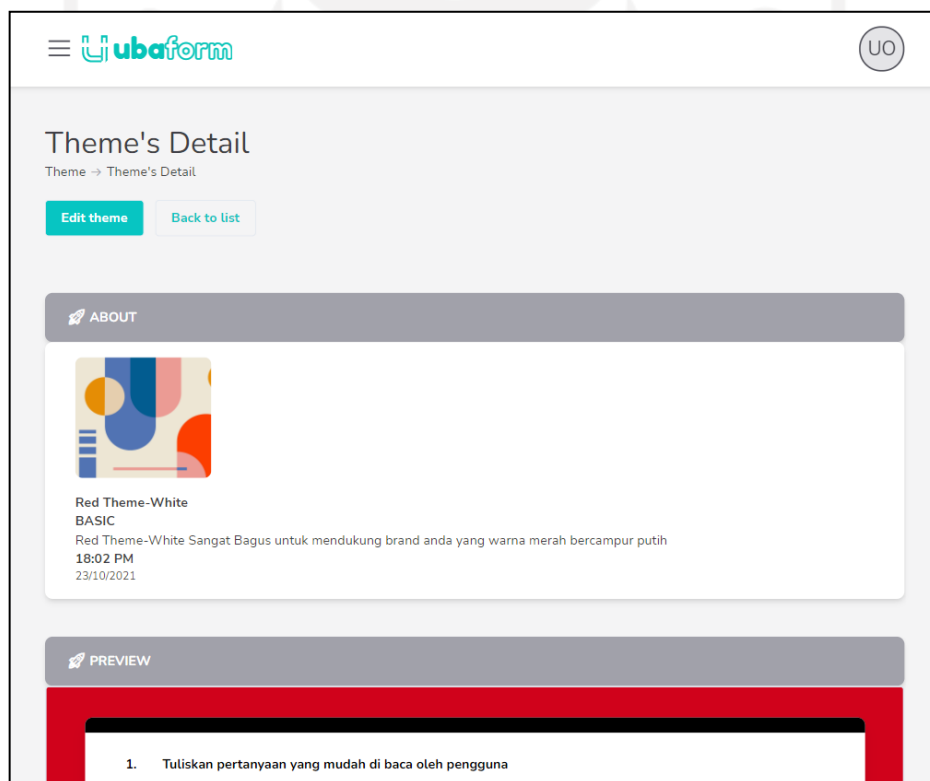 ubaform
UO
Theme's Detail
Theme → Theme's Detail
Edit theme
Back to list
ABOUT
Red Theme-White
BASIC
Red Theme-White Sangat Bagus untuk mendukung brand anda yang warna merah bercampur putih
18:02 PM
23/10/2021
PREVIEW
1. Tuliskan pertanyaan yang mudah di baca oleh pengguna